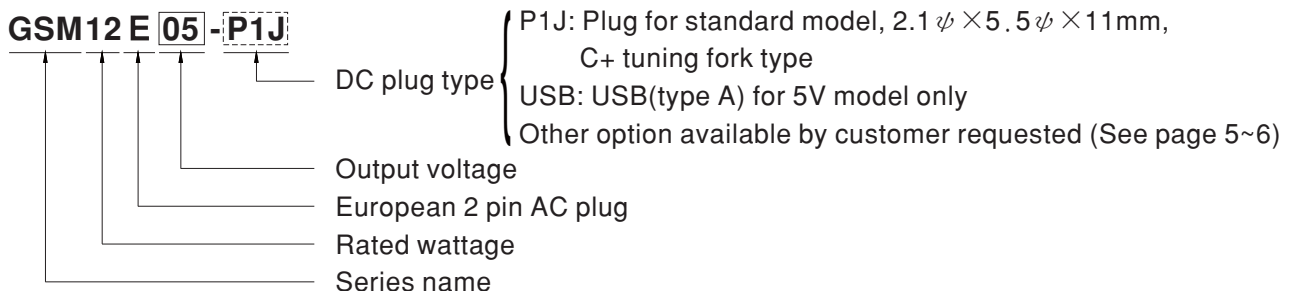 GSM12E05-P1J
DC plug type
P1J: Plug for standard model, 2.1ψ×5.5ψ×11mm,
C+ tuning fork type
USB: USB(type A) for 5V model only
Other option available by customer requested (See page 5~6)
Output voltage
European 2 pin AC plug
Rated wattage
Series name